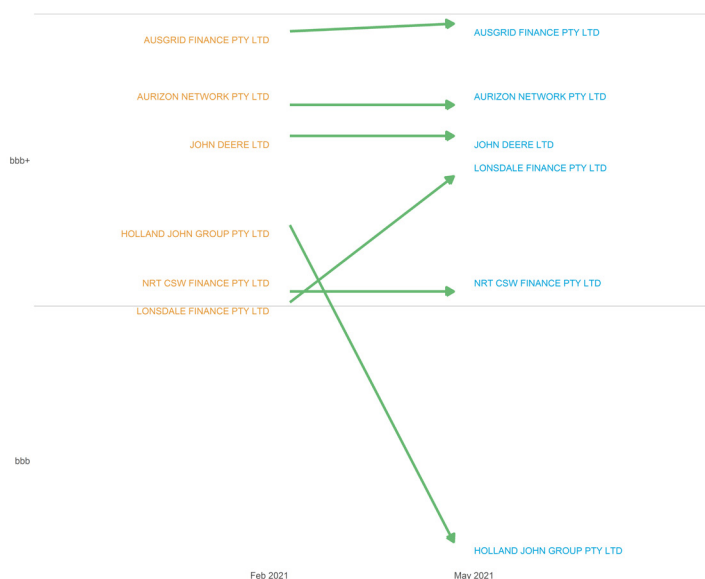 AUSGRID FINANCE PTY LTD
AUSGRID FINANCE PTY LTD
AURIZON NETWORK PTY LTD
AURIZON NETWORK PTY LTD
JOHN DEERE LTD
JOHN DEERE LTD
bbb+
LONSDALE FINANCE PTY LTD
HOLLAND JOHN GROUP PTY LTD
NRT CSW FINANCE PTY LTD
NRT CSW FINANCE PTY LTD
LONSDALE FINANCE PTY LTD
bbb
HOLLAND JOHN GROUP PTY LTD
Feb 2021
May 2021